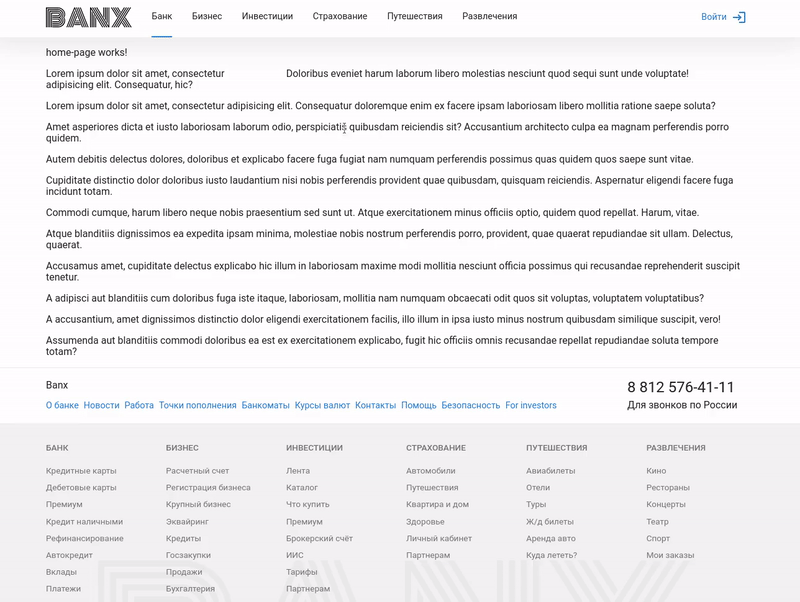 BANX
Банк Бизнес Инвестиции Страхование Путешествия Развлечения Войти
home-page works!
Lorem ipsum dolor sit amet, consectetur
adipisicing elit. Consequatur, hic?
Doloribus eveniet harum laborum libero molestias nesciunt quod sequi sunt unde voluptate!
Lorem ipsum dolor sit amet, consectetur adipisicing elit. Consequatur doloremque enim ex facere ipsam laboriosam libero mollitia ratione saepe soluta?
Amet asperiores dicta et iusto laboriosam laborum odio, perspiciatis quibusdam reiciendis sit? Accusantium architecto culpa ea magnam perferendis porro
quidem.
Autem debitis delectus dolores, doloribus et explicabo facere fuga fugiat nam numquam perferendis possimus quas quidem quos saepe sunt vitae.
Cupiditate distinctio dolor doloribus iusto laudantium nisi nobis perferendis provident quae quibusdam, quisquam reiciendis. Aspernatur eligendi facere fuga
incidunt totam.
Commodi cumque, harum libero neque nobis praesentium sed sunt ut. Atque exercitationem minus officiis optio, quidem quod repellat. Harum, vitae.
Atque blanditiis dignissimos ea expedita ipsam minima, molestiae nobis nostrum perferendis porro, provident, quae quaerat repudiandae sit ullam. Delectus,
quaerat.
Accusamus amet, cupiditate delectus explicabo hic illum in laboriosam maxime modi mollitia nesciunt officia possimus qui recusandae reprehenderit suscipit
tenetur.
A adipisci aut blanditiis cum doloribus fuga iste itaque, laboriosam, mollitia nam numquam obcaecati odit quos sit voluptas, voluptatem voluptatibus?
A accusantium, amet dignissimos distinctio dolor eligendi exercitationem facilis, illo illum in ipsa iusto minus nostrum quibusdam similique suscipit, vero!
Assumenda aut blanditiis commodi doloribus ea est ex exercitationem explicabo, fugit hic officiis omnis recusandae repellat repudiandae soluta tempore
totam?
Banx
8 812 576-41-11
О банке Новости Работа Точки пополнения Банкоматы Курсы валют Контакты Помощь Безопасность For investors
Для звонков по России
БАНК БИЗНЕС ИНВЕСТИЦИИ СТРАХОВАНИЕ ПУТЕШЕСТВИЯ РАЗВЛЕЧЕНИЯ
Кредитные карты Расчетный счет Лента Автомобили Авиабилеты Кино
Дебетовые карты Регистрация бизнеса Каталог Путешествия Отели Рестораны
Премиум Крупный бизнес Что купить Квартира и дом Туры Концерты
Кредит наличными Эквайринг Премиум Здоровье Ж/д билеты Театр
Рефинансирование Кредиты Брокерский счёт Личный кабинет Аренда авто Спорт
Автокредит Госзакупки ИИС Партнерам Куда лететь? Мои заказы
Вклады Продажи Тарифы
Платежи Бухгалтерия Партнерам
BANX